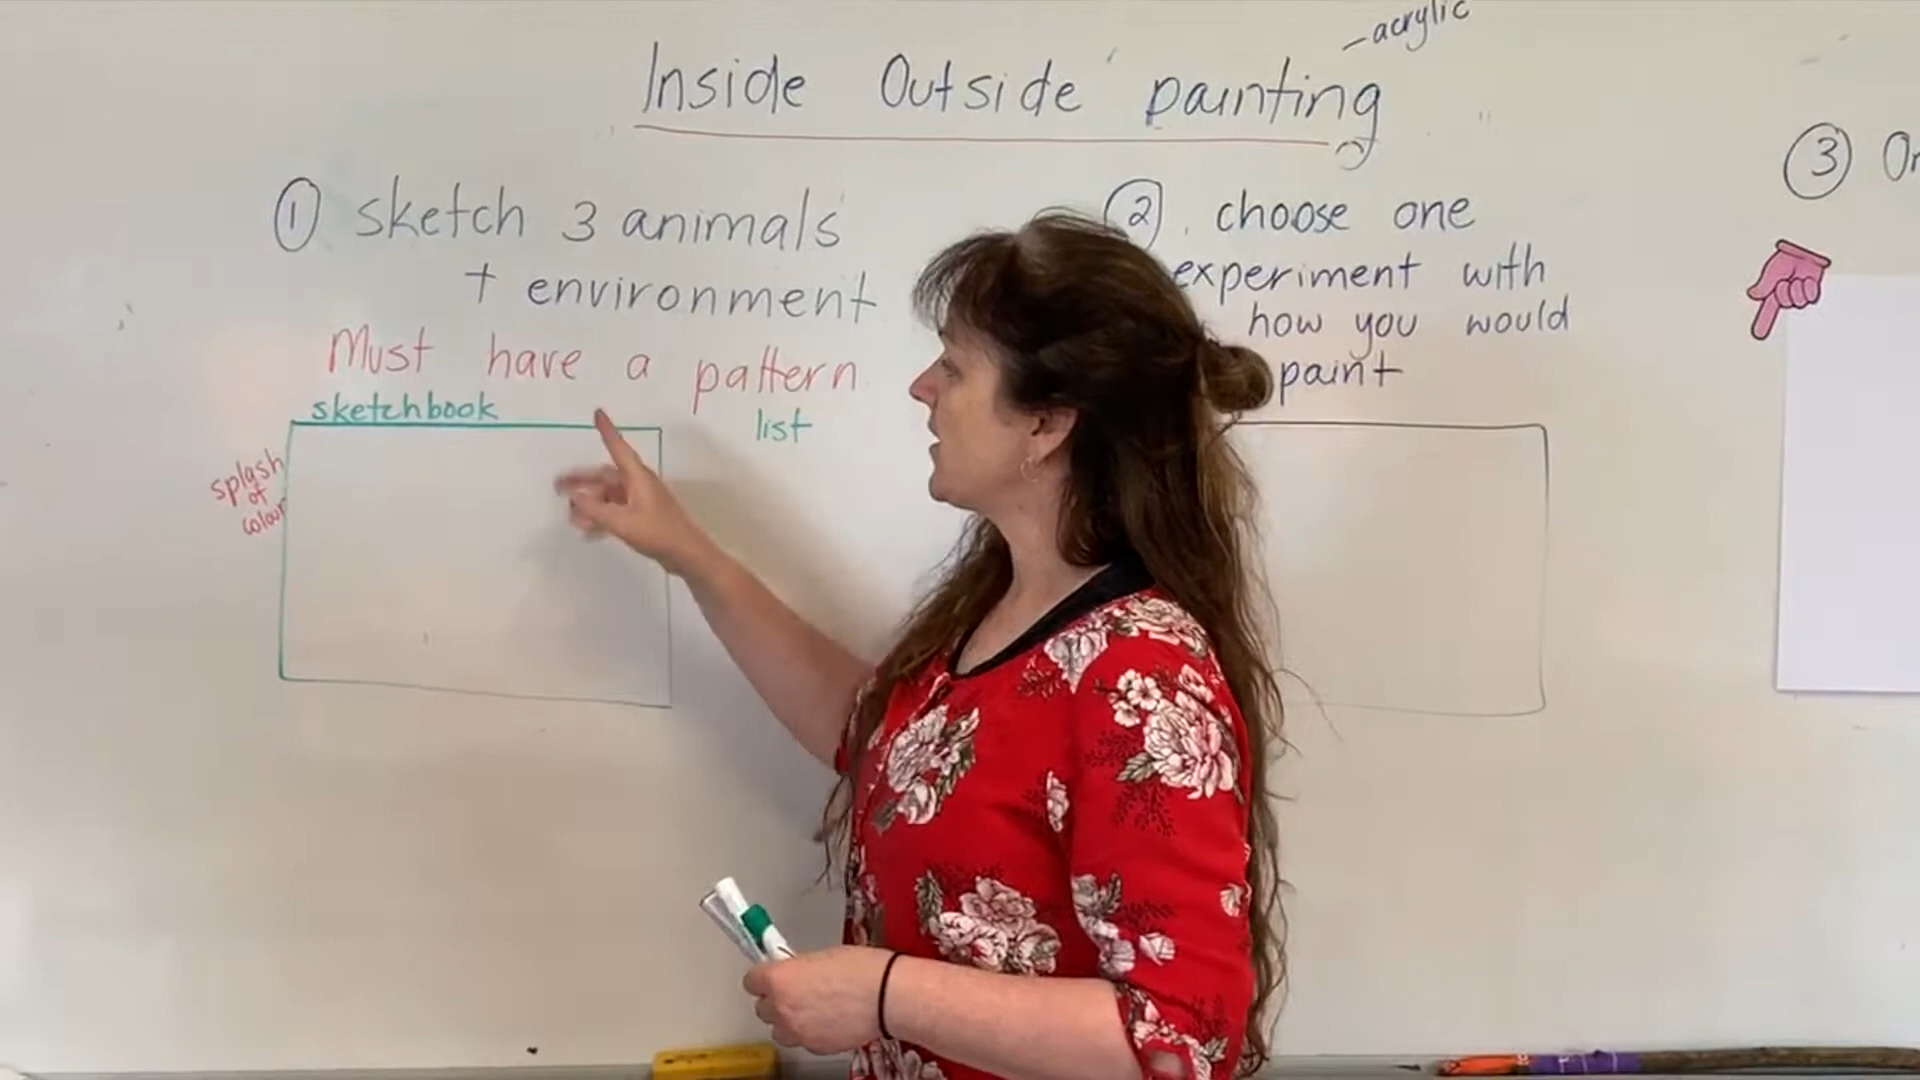 - acrylic
Inside Outside painting
① sketch 3 animals
+ environment
Must have a pattern
sketchbook
list
splash
of
colour
② choose one
experiment with
how you would
paint
③